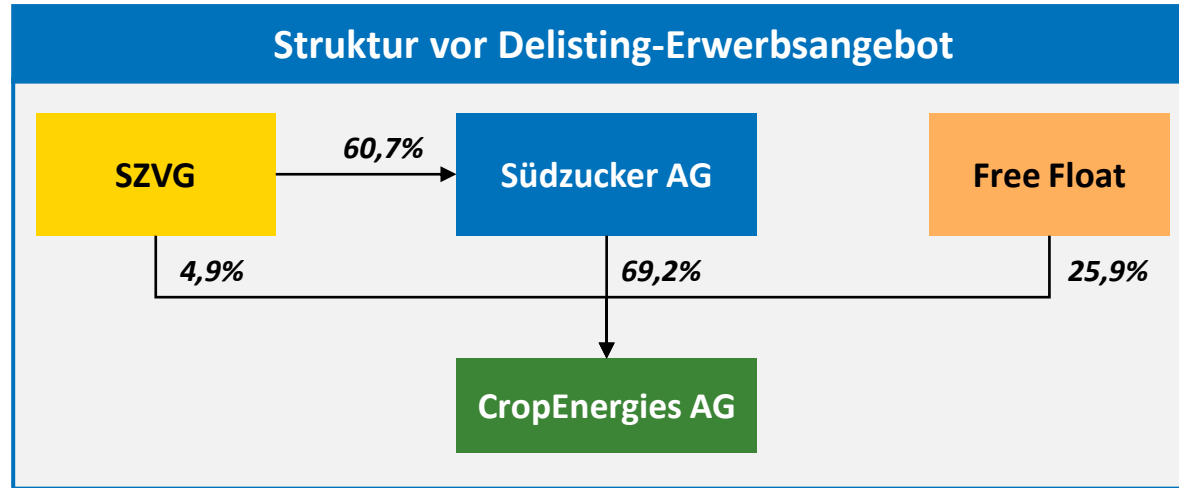 Struktur vor Delisting-Erwerbsangebot
SZVG
60,7%
Südzucker AG
Free Float
4,9%
69,2%
25,9%
CropEnergies AG